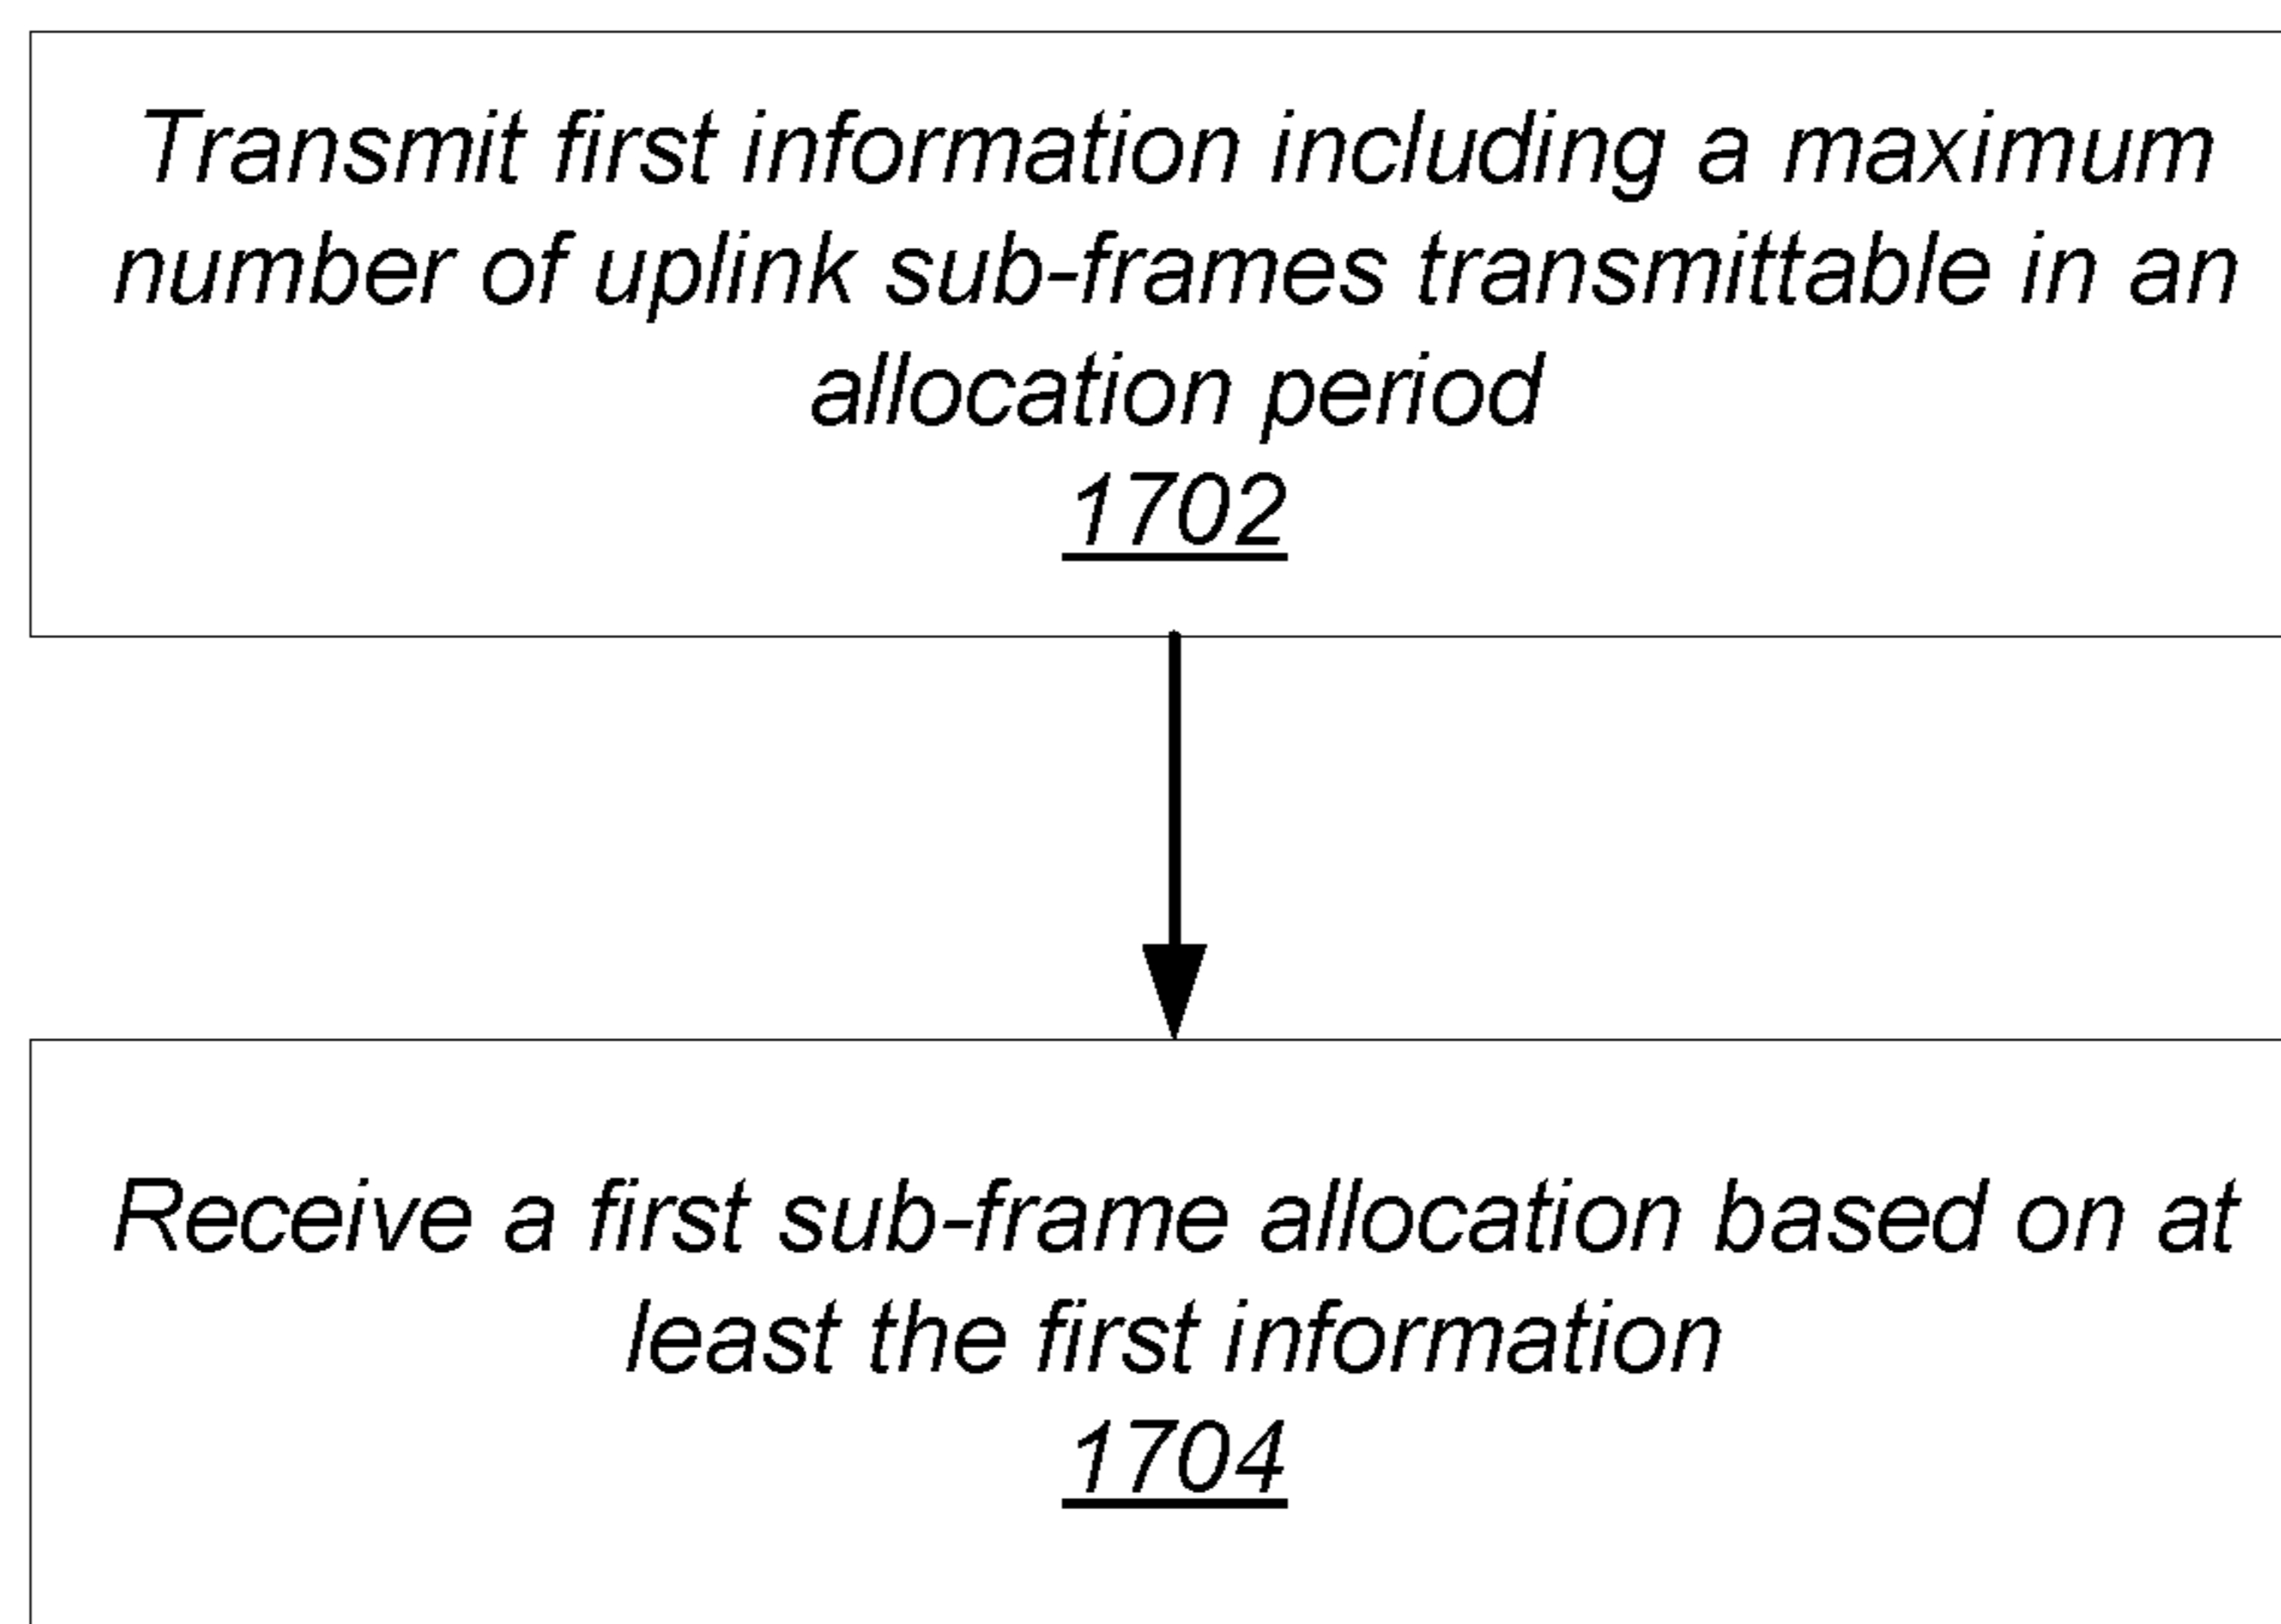 Transmit first information including a maximum
number of uplink sub-frames transmittable in an
allocation period
1702
Receive a first sub-frame allocation based on at
least the first information
1704